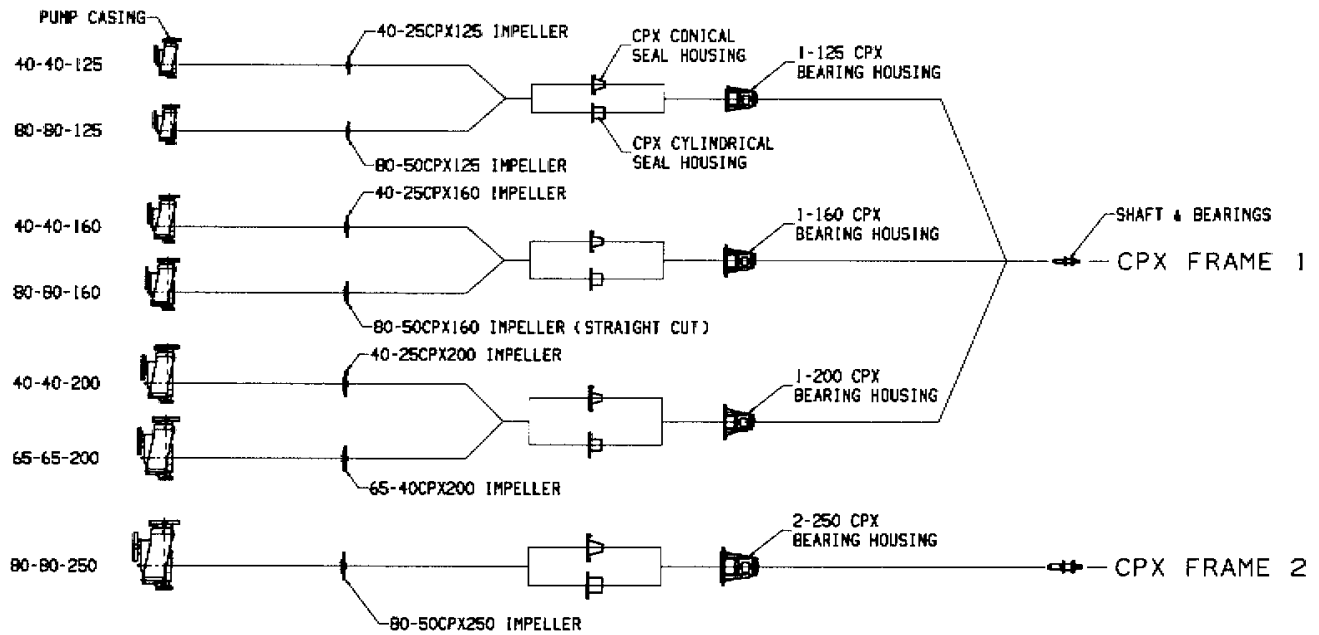 PUMP CASING
40-25CPX125 IMPELLER
CPX CONICAL
SEAL HOUSING
1-125 CPX
BEARING HOUSING
40-40-125
80-80-125
CPX CYLINDRICAL
SEAL HOUSING
80-50CPX125 IMPELLER
40-25CPX160 IMPELLER
40-40-160
1-160 CPX
BEARING HOUSING
SHAFT & BEARINGS
CPX FRAME 1
80-80-160
80-50CPX160 IMPELLER (STRAIGHT CUT)
40-25CPX200 IMPELLER
40-40-200
1-200 CPX
BEARING HOUSING
65-65-200
65-40CPX200 IMPELLER
2-250 CPX
BEARING HOUSING
80-80-250
CPX FRAME 2
80-50CPX250 IMPELLER